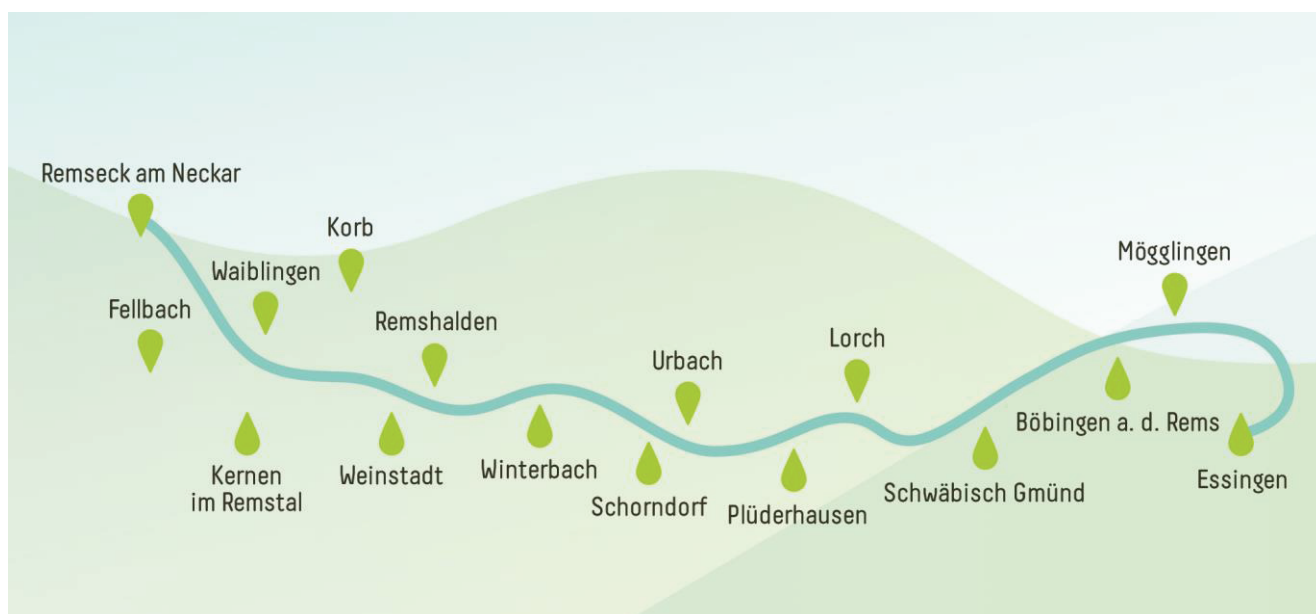 Remseck am Neckar
Korb
Mögglingen
Waiblingen
Fellbach
Remshalden
Lorch
Urbach
Böbingen a. d. Rems
Kernen
im Remstal
Weinstadt
Winterbach
Schorndorf
Plüderhausen
Schwäbisch Gmünd
Essingen